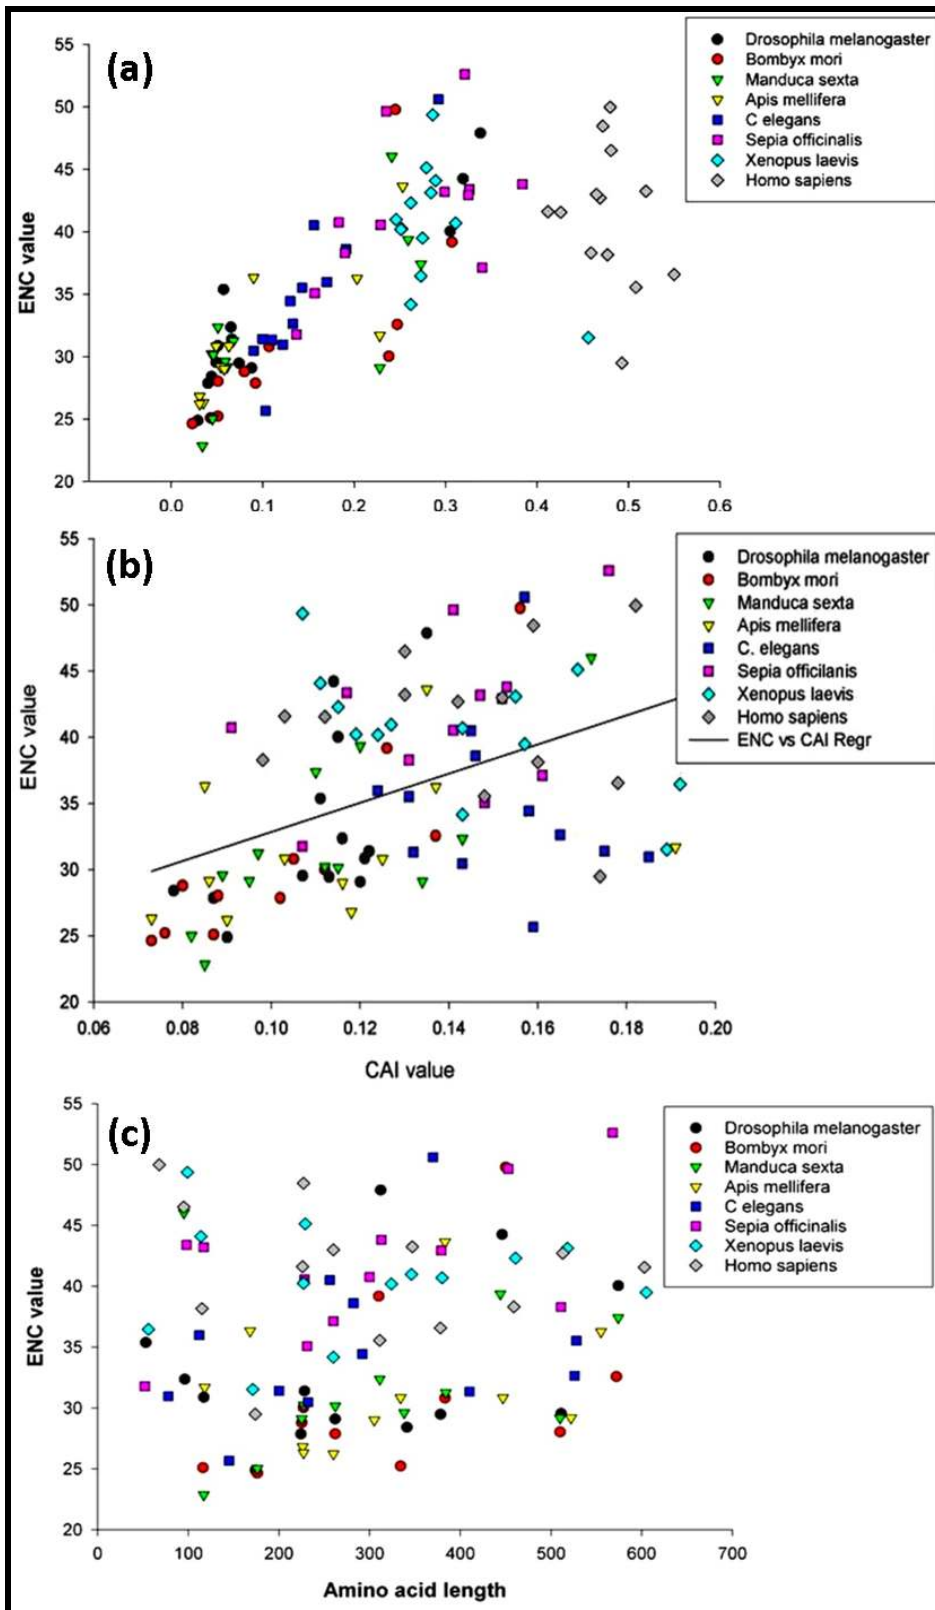 (a)
55
50
45
40
35
30
25
20
ENC value
0.0 0.1 0.2 0.3 0.4 0.5 0.6
Drosophila melanogaster
Bombyx mori
Manduca sexta
Apis mellifera
C elegans
Sepia officinalis
Xenopus laevis
Homo sapiens
(b)
55
50
45
40
35
30
25
20
ENC value
0.06 0.08 0.10 0.12 0.14 0.16 0.18 0.20
CAI value
Drosophila melanogaster
Bombyx mori
Manduca sexta
Apis mellifera
C. elegans
Sepia officilanis
Xenopus laevis
Homo sapiens
ENC vs CAI Regr
(c)
55
50
45
40
35
30
25
20
ENC value
0 100 200 300 400 500 600 700
Amino acid length
Drosophila melanogaster
Bombyx mori
Manduca sexta
Apis mellifera
C elegans
Sepia officinalis
Xenopus laevis
Homo sapiens